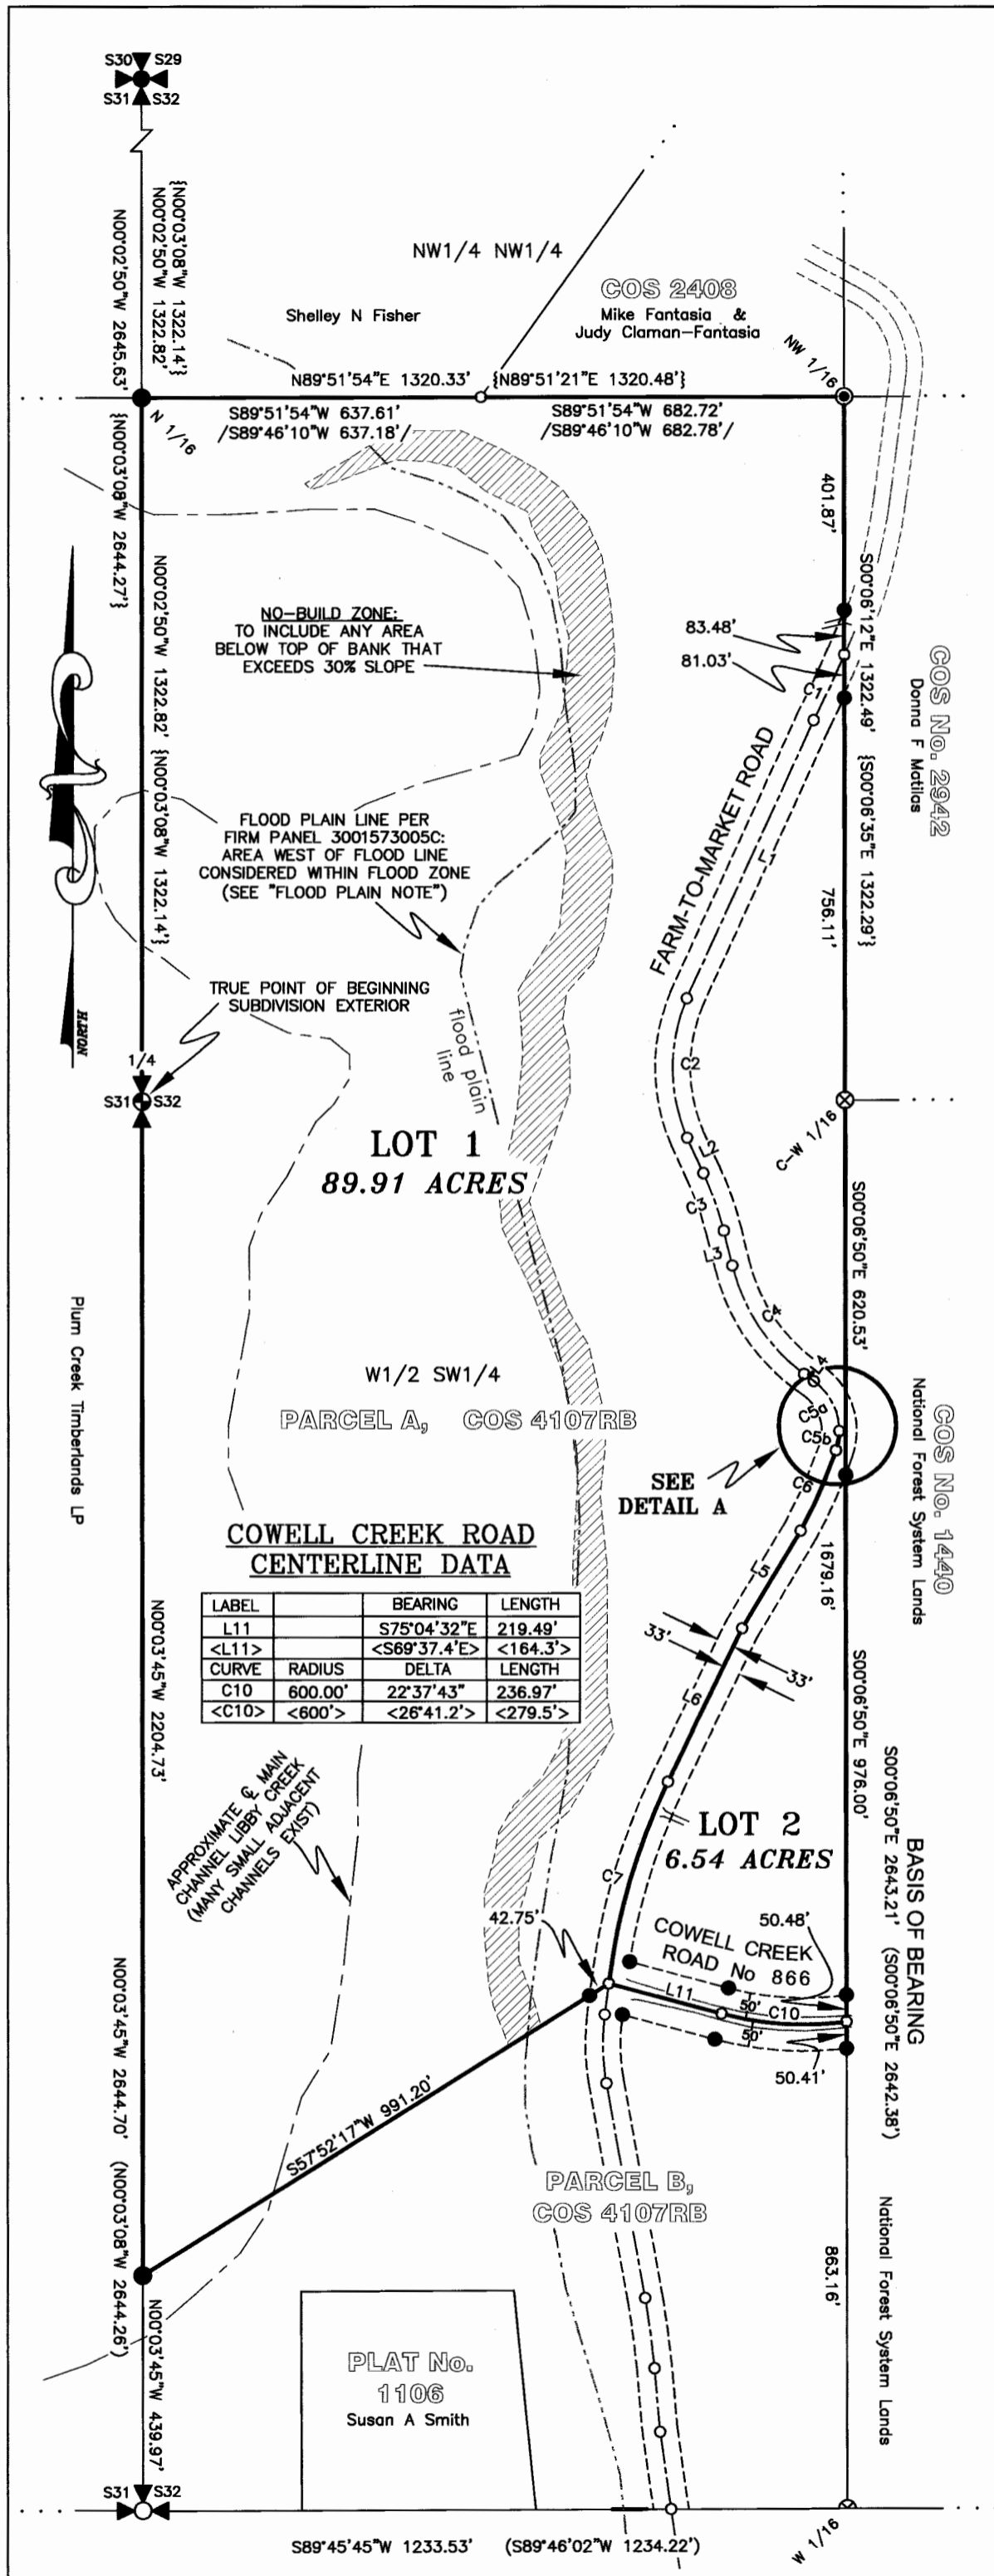 S30 S29
S31 S32
{N00°03'08"W 1322.14'}
N00°02'50"W 1322.82'
N00°02'50"W 2645.63'
{N00°03'08"W 2644.27'}
NW1/4 NW1/4
Shelley N Fisher
COS 2408
Mike Fantasia &
Judy Claman-Fantasia
NW 1/16
N89°51'54"E 1320.33' {N89°51'21"E 1320.48'}
S89°51'54"W 637.61'
/S89°46'10"W 637.18'/
S89°51'54"W 682.72'
/S89°46'10"W 682.78'/
N 1/16
401.87'
S00°06'12"E 1322.49' {S00°06'35"E 1322.29'}
COS No. 2942
Donna F Matilas
NO-BUILD ZONE:
TO INCLUDE ANY AREA
BELOW TOP OF BANK THAT
EXCEEDS 30% SLOPE
83.48'
81.03'
C1
N00°02'50"W 1322.82' {N00°03'08"W 1322.14'}
FARM-TO-MARKET ROAD
L1
FLOOD PLAIN LINE PER
FIRM PANEL 3001573005C:
AREA WEST OF FLOOD LINE
CONSIDERED WITHIN FLOOD ZONE
(SEE "FLOOD PLAIN NOTE")
756.11'
TRUE POINT OF BEGINNING
SUBDIVISION EXTERIOR
NORTH
flood plain
line
C2
1/4
S31 S32
C-W 1/16
LOT 1
89.91 ACRES
L2
C3
L3
S00°06'50"E 620.53'
C4
L4
Plum Creek Timberlands LP
W1/2 SW1/4
PARCEL A, COS 4107RB
C5a
C5b
C6
National Forest System Lands
COS No. 1440
SEE
DETAIL A
COWELL CREEK ROAD
CENTERLINE DATA
LABEL BEARING LENGTH
L11 S75°04'32"E 219.49'
<L11> <S69°37.4'E> <164.3'>
CURVE RADIUS DELTA LENGTH
C10 600.00' 22°37'43" 236.97'
<C10> <600'> <26°41.2'> <279.5'>
1679.16'
L5
33'
33'
L6
N00°03'45"W 2204.73'
S00°06'50"E 976.00'
APPROXIMATE ℄ MAIN
CHANNEL LIBBY CREEK
(MANY SMALL ADJACENT
CHANNELS EXIST)
LOT 2
6.54 ACRES
C7
BASIS OF BEARING
S00°06'50"E 2643.21' (S00°06'50"E 2642.38')
42.75'
50.48'
COWELL CREEK
ROAD No 866
L11
50'
C10
50'
50.41'
N00°03'45"W 2644.70' (N00°03'08"W 2644.26')
S57°52'17"W 991.20'
PARCEL B,
COS 4107RB
863.16'
National Forest System Lands
N00°03'45"W 439.97'
PLAT No.
1106
Susan A Smith
S31 S32
W 1/16
S89°45'45"W 1233.53' (S89°46'02"W 1234.22')